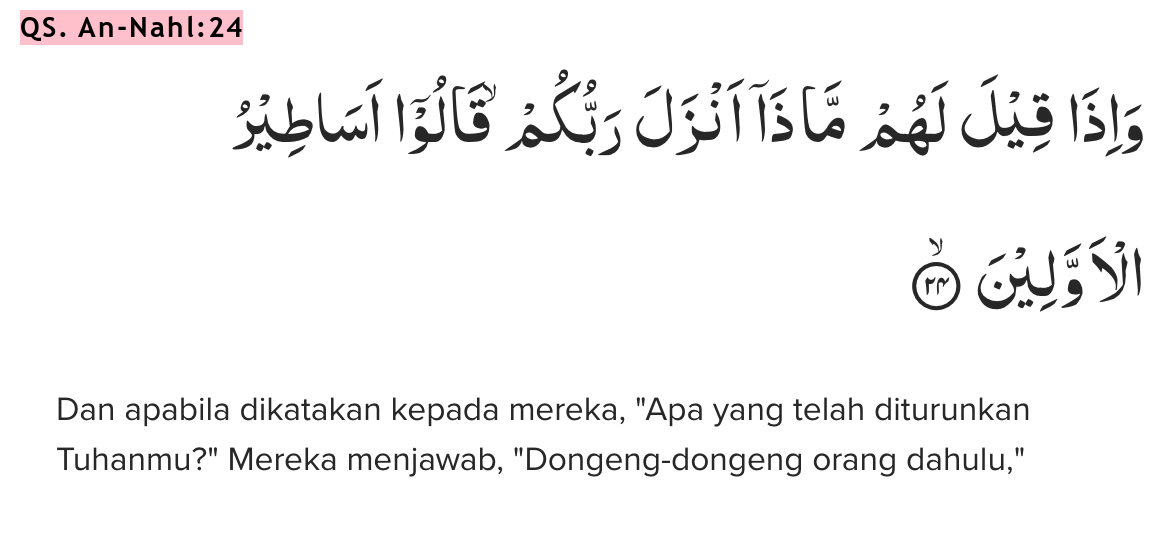 QS. An-Nahl:24
وَاِذَا قِيْلَ لَهُمْ مَّاذَآ اَنْزَلَ رَبُّكُمْ ۙقَالُوْٓا اَسَاطِيْرُ
الْاَوَّلِيْنَ ۙ ٢٤
Dan apabila dikatakan kepada mereka, "Apa yang telah diturunkan
Tuhanmu?" Mereka menjawab, "Dongeng-dongeng orang dahulu,"